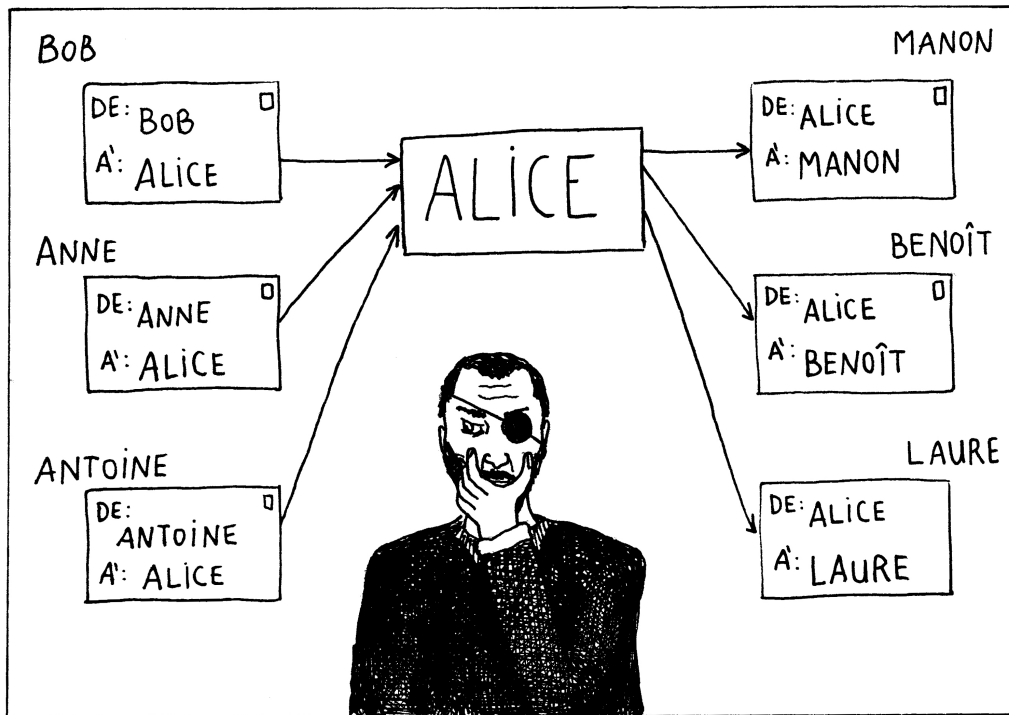 BOB
DE: BOB
A': ALICE
ANNE
DE: ANNE
A': ALICE
ANTOINE
DE:
ANTOINE
A': ALICE
ALICE
MANON
DE: ALICE
A': MANON
BENOÎT
DE: ALICE
A': BENOÎT
LAURE
DE: ALICE
A': LAURE